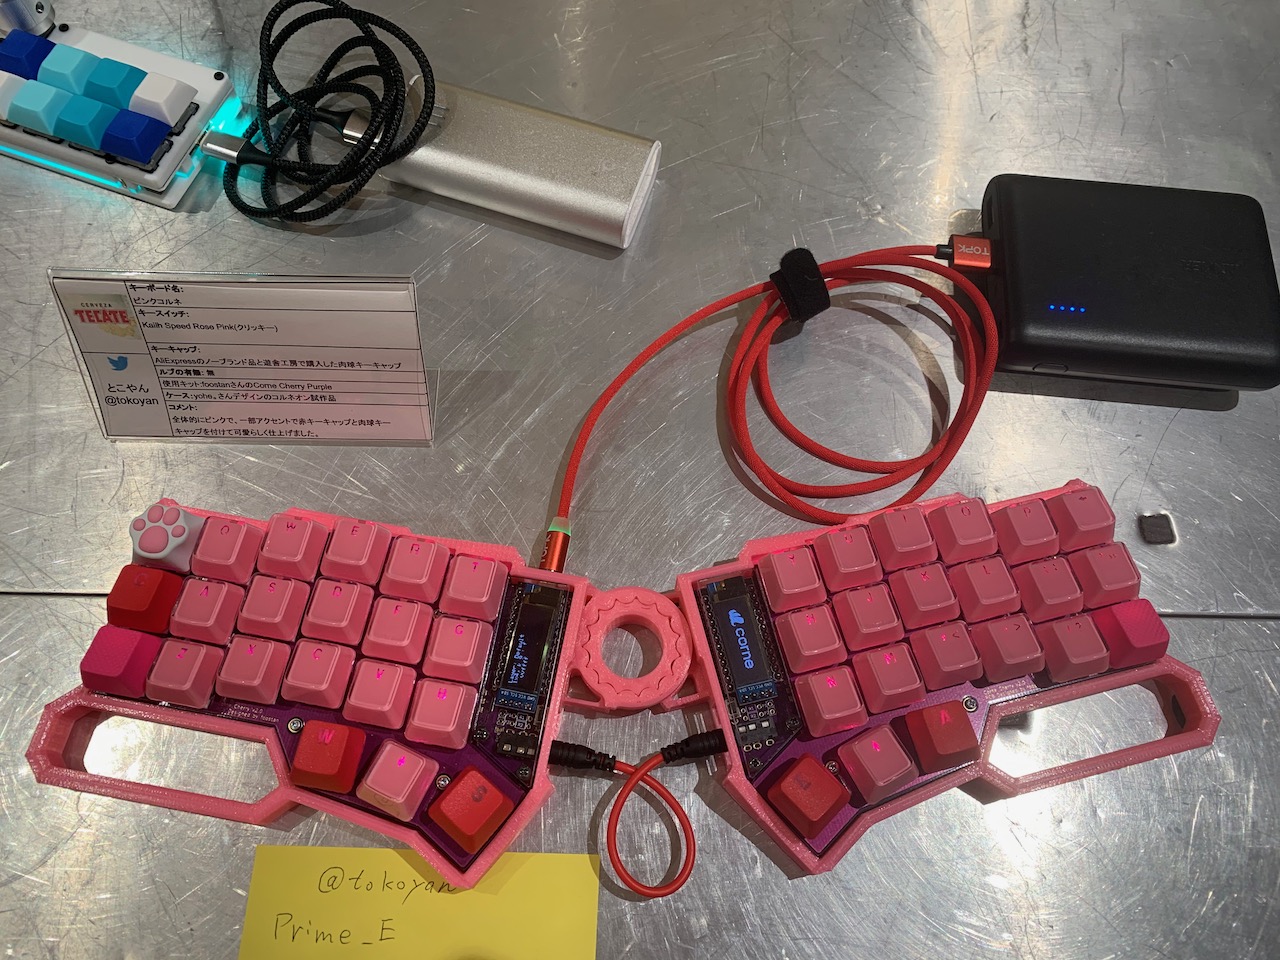 キーボード名:
ピンクコルネ
キースイッチ:
Kailh Speed Rose Pink(クリッキー)
キーキャップ:
AliExpressのノーブランド品と遊舎工房で購入した肉球キーキャップ
ルブの有無: 無
使用キット:foostanさんのCorne Cherry Purple
ケース:yohe。さんデザインのコルネオン試作品
コメント:
全体的にピンクで、一部アクセントで赤キーキャップと肉球キー
キャップを付けて可愛らしく仕上げました。
CERVEZA
TECATE
とこやん
@tokoyan
TOPK
Q W E R T
A S D F G
Z X C V B
W
S
Cherry V2.0
Designed by foostan
Layer: Default
corne
Y U I O P
H J K L
N M
A
@tokoyan
Prime_E